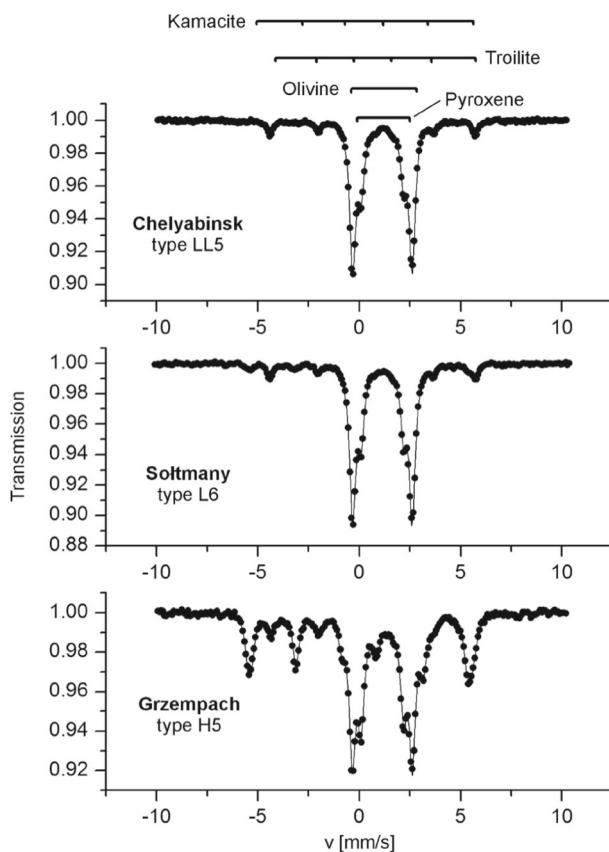 Kamacite
Troilite
Olivine
Pyroxene
1.00
0.98
0.96
0.94
0.92
0.90
Chelyabinsk
type LL5
-10 -5 0 5 10
1.00
0.98
0.96
0.94
0.92
0.90
0.88
Sołtmany
type L6
Transmission
-10 -5 0 5 10
1.00
0.98
0.96
0.94
0.92
Grzempach
type H5
-10 -5 0 5 10
v [mm/s]